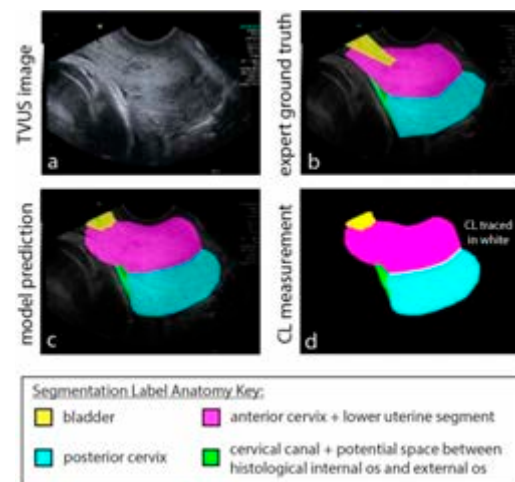 TVUS image
a
expert ground truth
b
model prediction
c
CL measurement
CL traced
in white
d
Segmentation Label Anatomy Key:
bladder
anterior cervix + lower uterine segment
posterior cervix
cervical canal + potential space between
histological internal os and external os